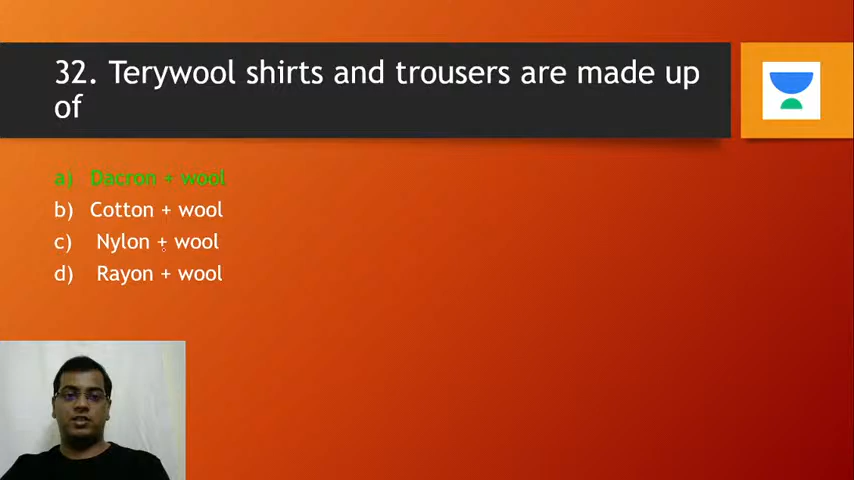 32. Terywool shirts and trousers are made up
of
a) Dacron + wool
b) Cotton + wool
c) Nylon + wool
d) Rayon + wool